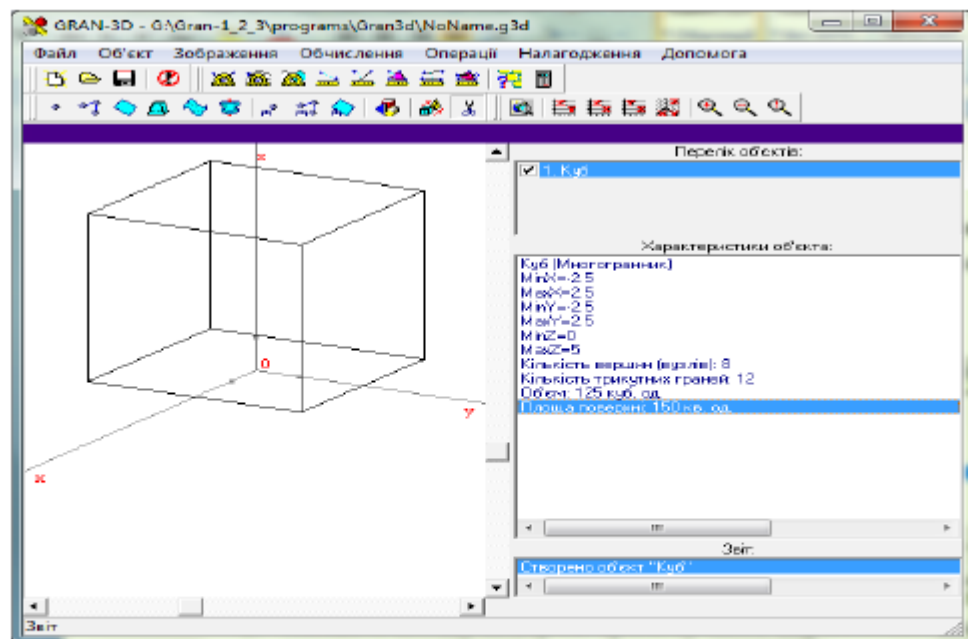 GRAN-3D - G:\Gran-1_2_3\programs\Gran3d\NoName.g3d
Файл Об'єкт Зображення Обчислення Операції Налагодження Допомога
Перелік об'єктів:
1. Куб
Характеристики об'єкта:
Куб (Многогранник)
MinX=-2.5
MaxX=2.5
MinY=-2.5
MaxY=2.5
MinZ=0
MaxZ=5
Кількість вершин (вузлів): 8
Кількість трикутних граней: 12
Об'єм: 125 куб. од.
Площа поверхні: 150 кв. од.
z
0
y
x
Звіт:
Створено об'єкт "Куб"
Звіт